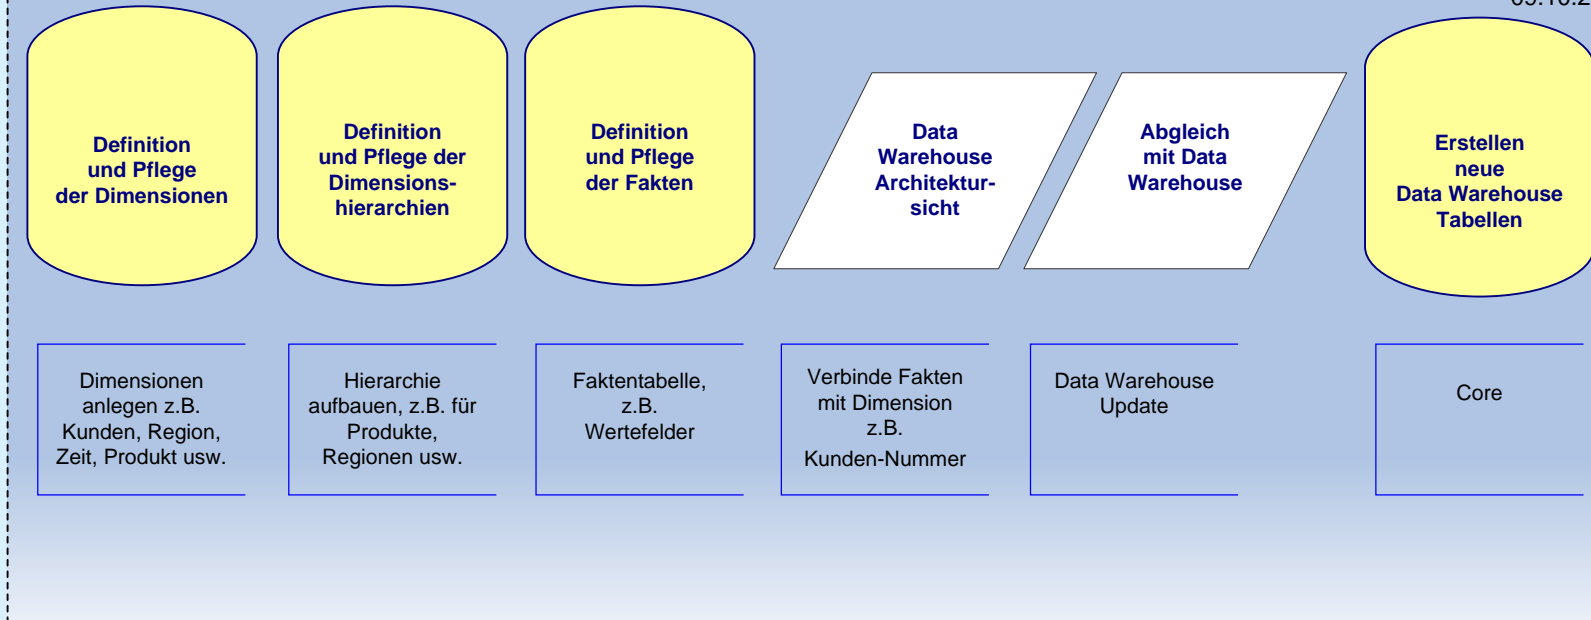 Definition
und Pflege
der Dimensionen
Definition
und Pflege der
Dimensions-
hierarchien
Definition
und Pflege
der Fakten
Data
Warehouse
Architektur-
sicht
Abgleich
mit Data
Warehouse
Erstellen
neue
Data Warehouse
Tabellen
Dimensionen
anlegen z.B.
Kunden, Region,
Zeit, Produkt usw.
Hierarchie
aufbauen, z.B. für
Produkte,
Regionen usw.
Faktentabelle,
z.B.
Wertefelder
Verbinde Fakten
mit Dimension
z.B.
Kunden-Nummer
Data Warehouse
Update
Core